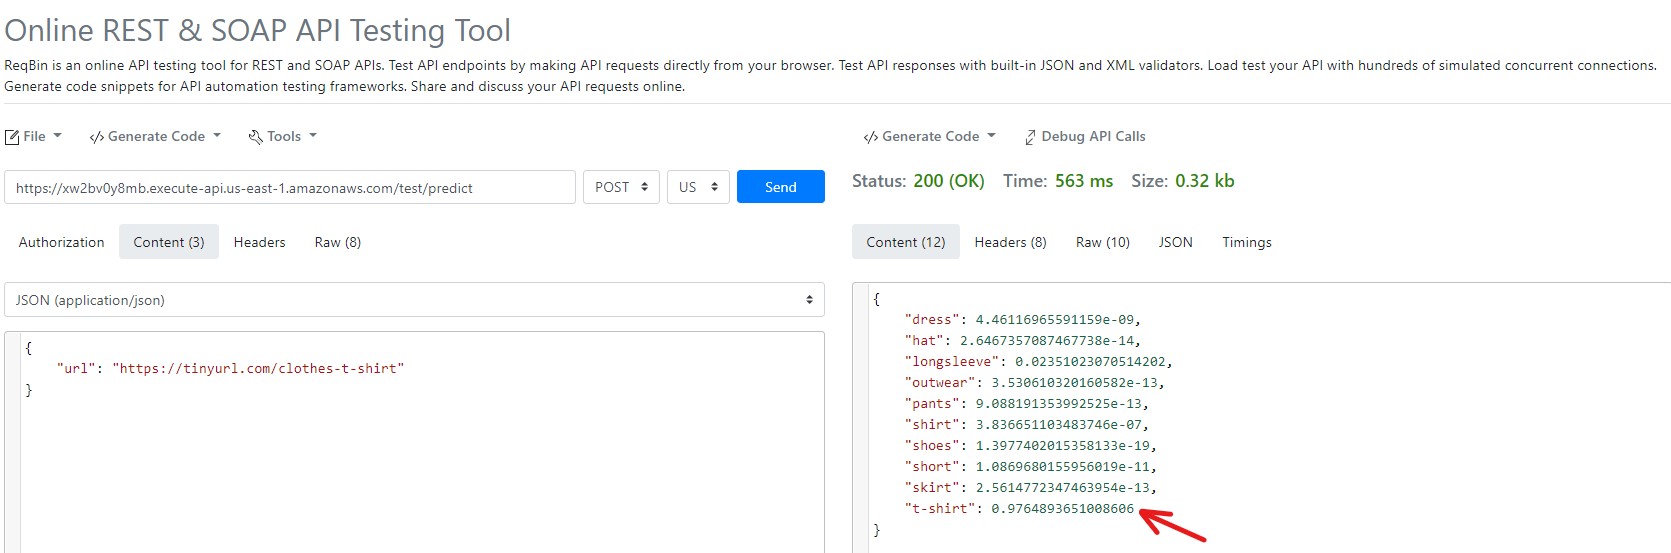 Online REST & SOAP API Testing Tool
ReqBin is an online API testing tool for REST and SOAP APIs. Test API endpoints by making API requests directly from your browser. Test API responses with built-in JSON and XML validators. Load test your API with hundreds of simulated concurrent connections.
Generate code snippets for API automation testing frameworks. Share and discuss your API requests online.
File </> Generate Code Tools
</> Generate Code Debug API Calls
https://xw2bv0y8mb.execute-api.us-east-1.amazonaws.com/test/predict POST US Send
Status: 200 (OK) Time: 563 ms Size: 0.32 kb
Authorization Content (3) Headers Raw (8)
Content (12) Headers (8) Raw (10) JSON Timings
JSON (application/json)
{
"url": "https://tinyurl.com/clothes-t-shirt"
}
{
"dress": 4.46116965591159e-09,
"hat": 2.6467357087467738e-14,
"longsleeve": 0.02351023070514202,
"outwear": 3.530610320160582e-13,
"pants": 9.088191353992525e-13,
"shirt": 3.836651103483746e-07,
"shoes": 1.3977402015358133e-19,
"short": 1.0869680155956019e-11,
"skirt": 2.5614772347463954e-13,
"t-shirt": 0.9764893651008606
}